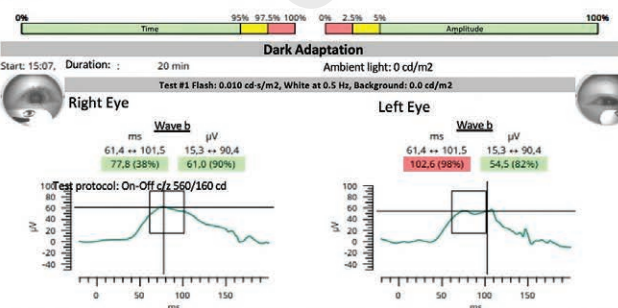 0% 95% 97.5% 100% 0% 2.5% 5% 100%
Time Amplitude
Dark Adaptation
Start: 15:07, Duration: : 20 min Ambient light: 0 cd/m2
Test #1 Flash: 0.010 cd-s/m2, White at 0.5 Hz, Background: 0.0 cd/m2
Right Eye Left Eye
Wave b Wave b
ms µV ms µV
61,4 ↔ 101,5 15,3 ↔ 90,4 61,4 ↔ 101,5 15,3 ↔ 90,4
77,8 (38%) 61,0 (90%) 102,6 (98%) 54,5 (82%)
Test protocol: On-Off c/z 560/160 cd
100 100
80 80
60 60
40 40
20 20
0 0
-20 -20
-40 -40
µV µV
0 50 100 150 0 50 100 150
ms ms